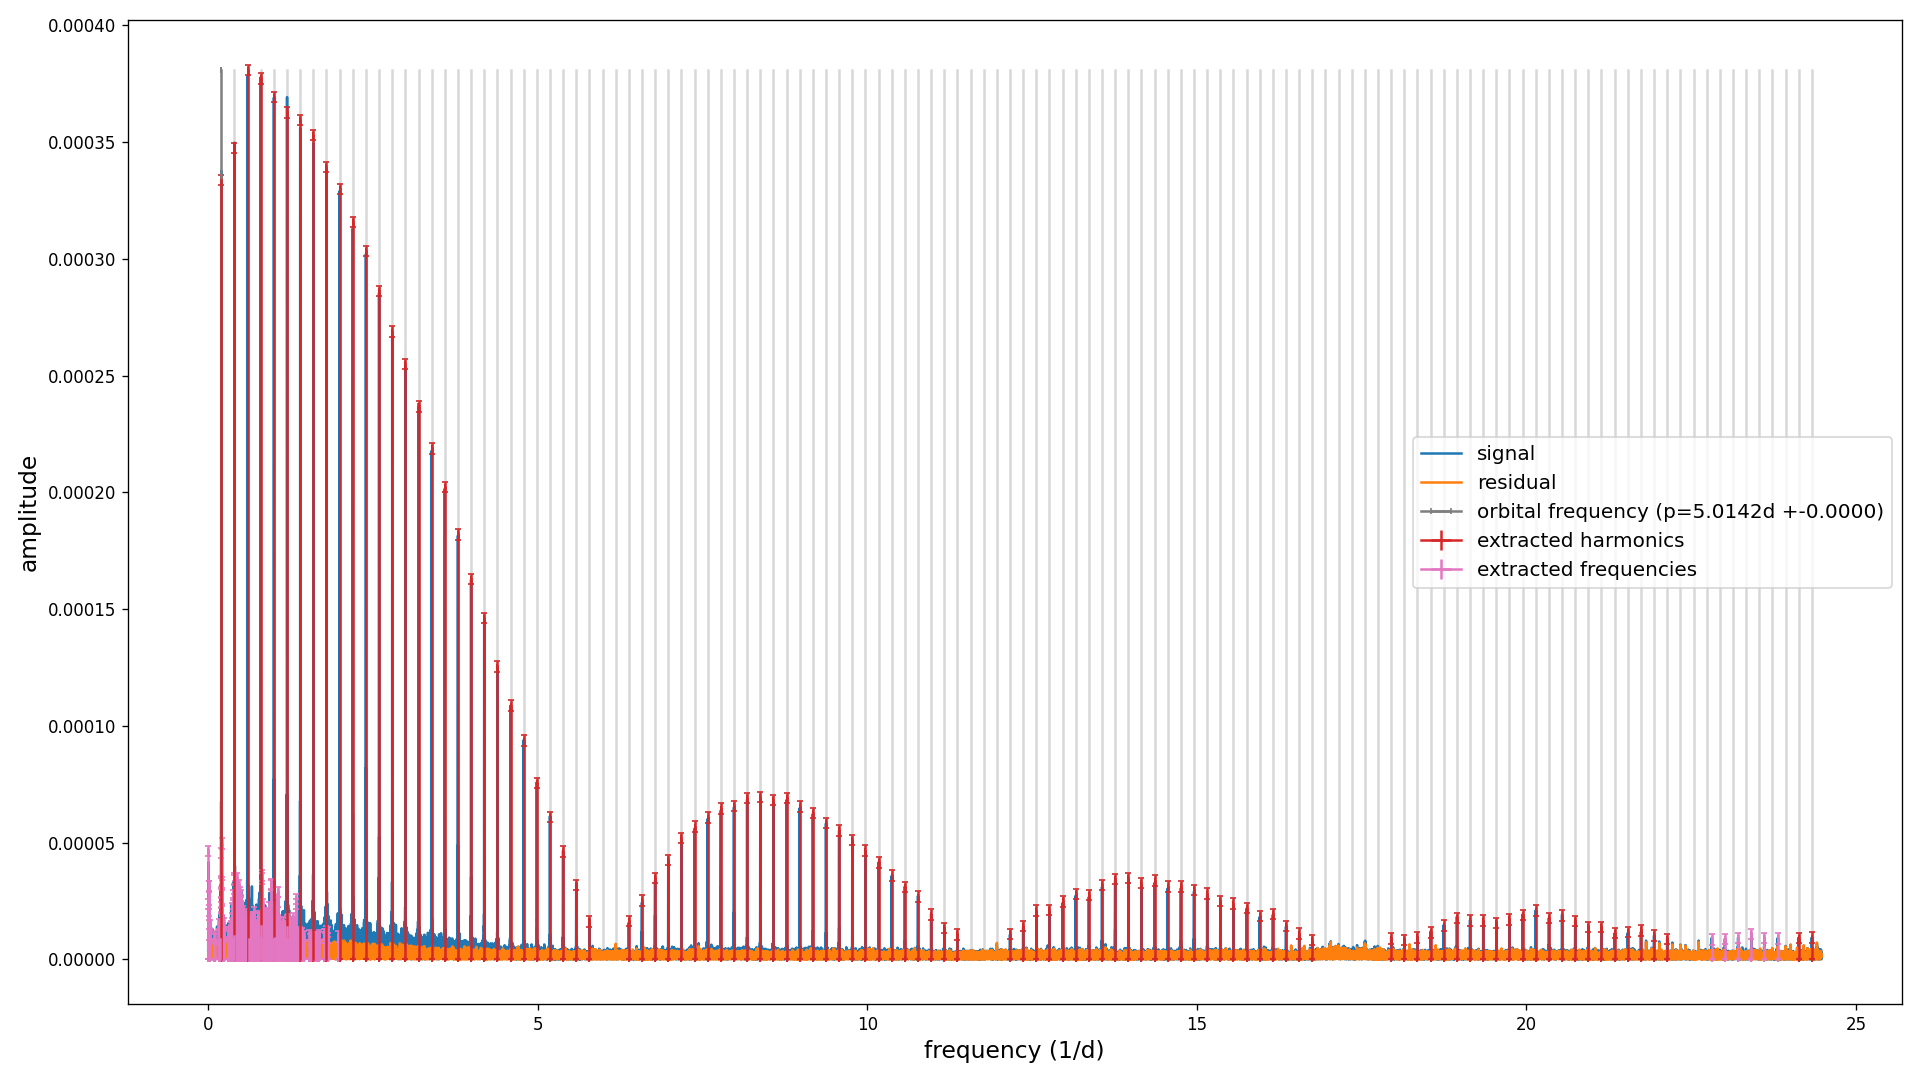 0.00040
0.00035
0.00030
0.00025
0.00020
0.00015
0.00010
0.00005
0.00000
amplitude
0 5 10 15 20 25
frequency (1/d)
signal
residual
orbital frequency (p=5.0142d +-0.0000)
extracted harmonics
extracted frequencies